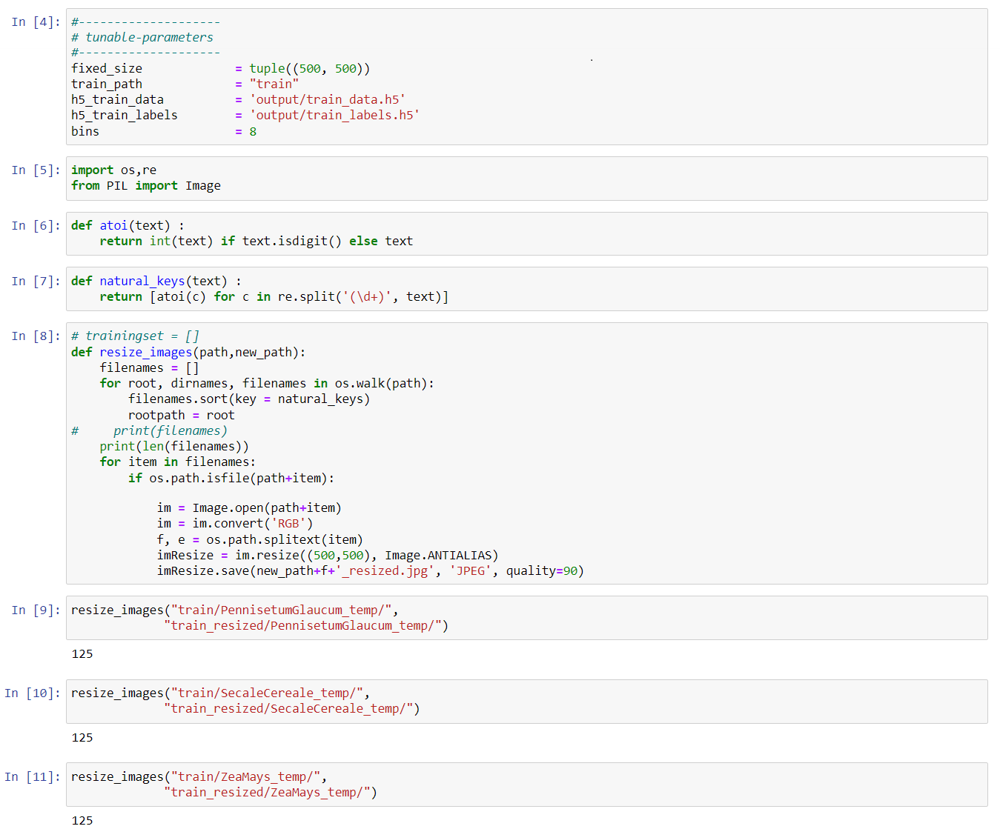 In [4]: #--------------------
# tunable-parameters
#--------------------
fixed_size             = tuple((500, 500))
train_path             = "train"
h5_train_data          = 'output/train_data.h5'
h5_train_labels        = 'output/train_labels.h5'
bins                   = 8
In [5]: import os,re
from PIL import Image
In [6]: def atoi(text) :
    return int(text) if text.isdigit() else text
In [7]: def natural_keys(text) :
    return [atoi(c) for c in re.split('(\d+)', text)]
In [8]: # trainingset = []
def resize_images(path,new_path):
    filenames = []
    for root, dirnames, filenames in os.walk(path):
        filenames.sort(key = natural_keys)
        rootpath = root
#     print(filenames)
    print(len(filenames))
    for item in filenames:
        if os.path.isfile(path+item):
            im = Image.open(path+item)
            im = im.convert('RGB')
            f, e = os.path.splitext(item)
            imResize = im.resize((500,500), Image.ANTIALIAS)
            imResize.save(new_path+f+'_resized.jpg', 'JPEG', quality=90)
In [9]: resize_images("train/PennisetumGlaucum_temp/",
             "train_resized/PennisetumGlaucum_temp/")
125
In [10]: resize_images("train/SecaleCereale_temp/",
             "train_resized/SecaleCereale_temp/")
125
In [11]: resize_images("train/ZeaMays_temp/",
             "train_resized/ZeaMays_temp/")
125